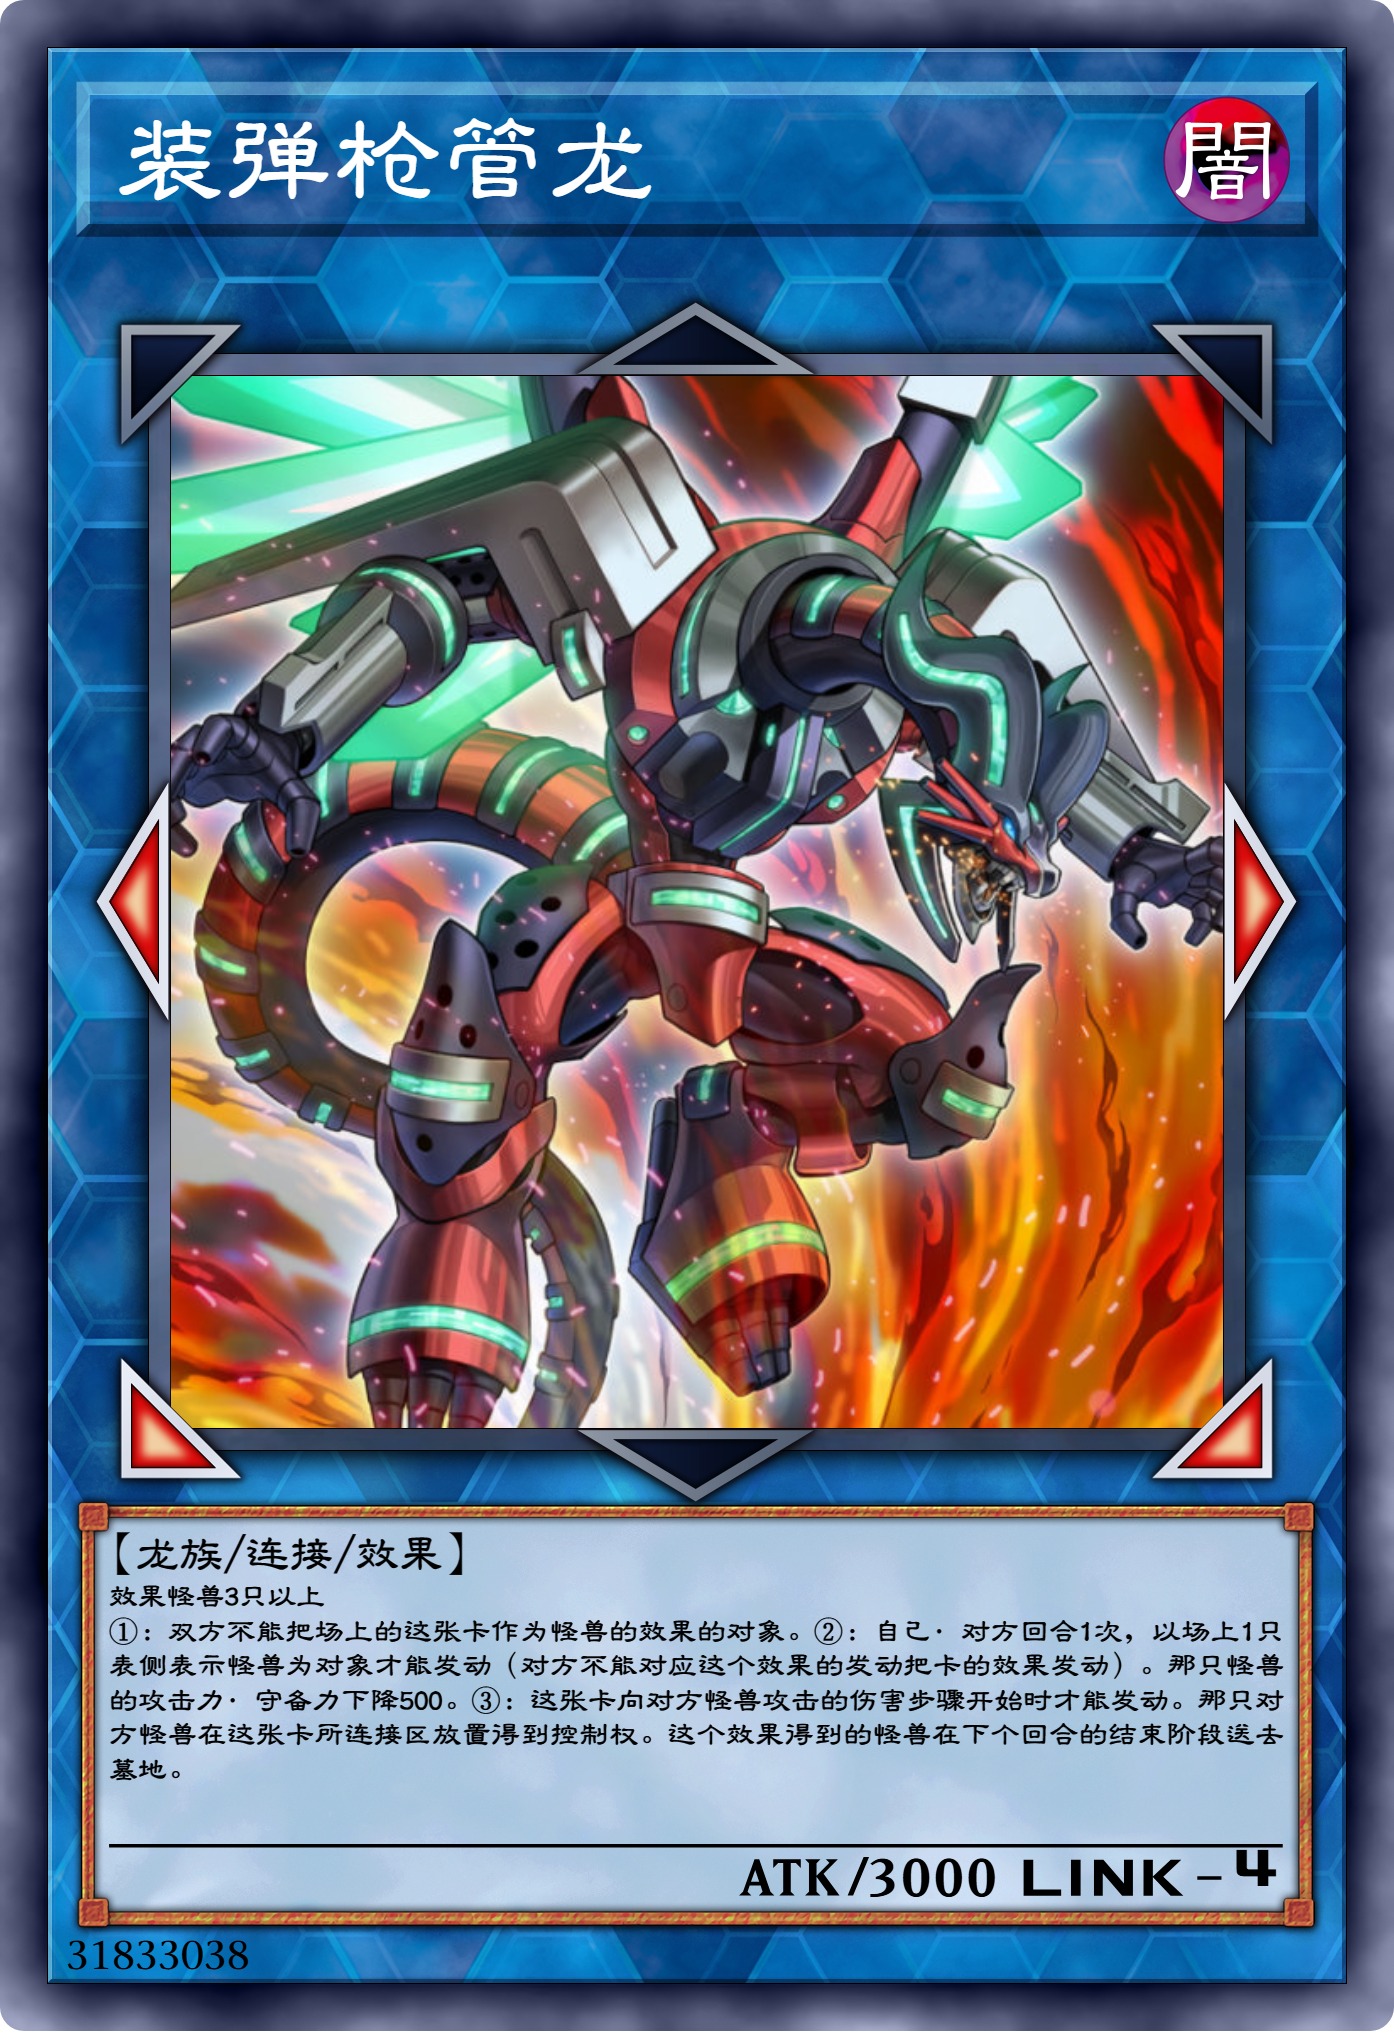 装弹枪管龙
闇
【龙族/连接/效果】
效果怪兽3只以上
①：双方不能把场上的这张卡作为怪兽的效果的对象。②：自己·对方回合1次，以场上1只
表侧表示怪兽为对象才能发动（对方不能对应这个效果的发动把卡的效果发动）。那只怪兽
的攻击力·守备力下降500。③：这张卡向对方怪兽攻击的伤害步骤开始时才能发动。那只对
方怪兽在这张卡所连接区放置得到控制权。这个效果得到的怪兽在下个回合的结束阶段送去
墓地。
ATK/3000 LINK-4
31833038